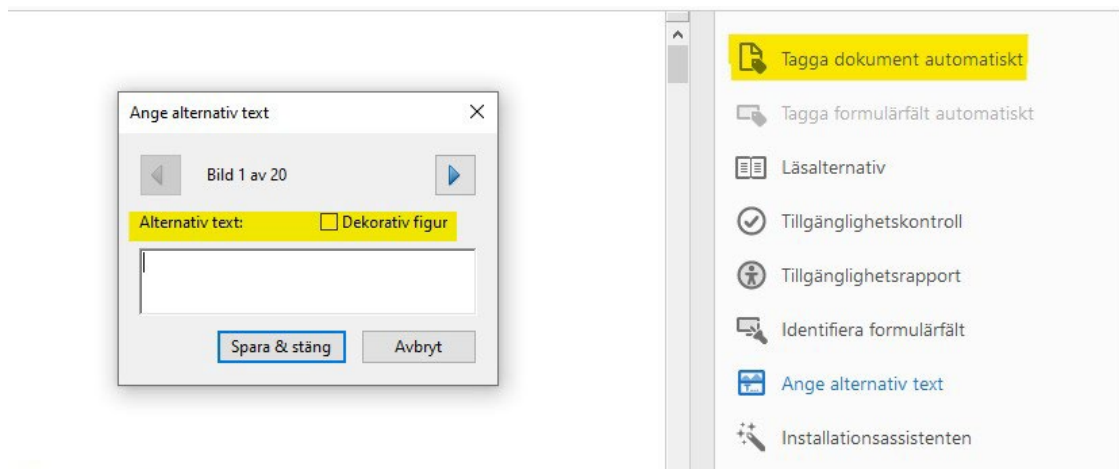 Ange alternativ text
Bild 1 av 20
Alternativ text:
Dekorativ figur
Spara & stäng
Avbryt
Tagga dokument automatiskt
Tagga formulärfält automatiskt
Läsalternativ
Tillgänglighetskontroll
Tillgänglighetsrapport
Identifiera formulärfält
Ange alternativ text
Installationsassistenten